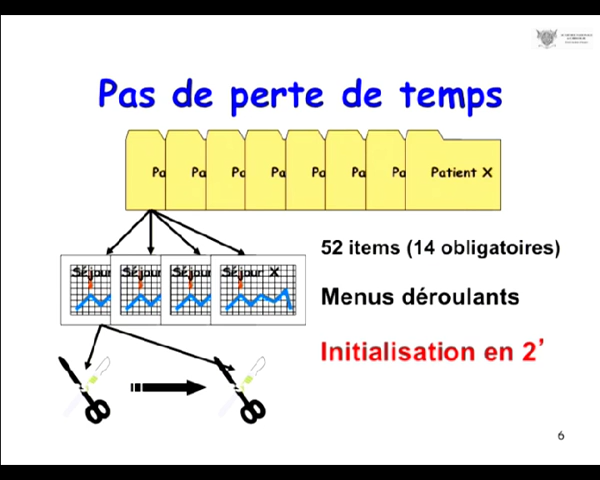 Pas de perte de temps
Pa Pa Pa Pa Pa Pa Pa Patient X
52 items (14 obligatoires)
Séjour Séjour Séjour Séjour X
Menus déroulants
Initialisation en 2’
6